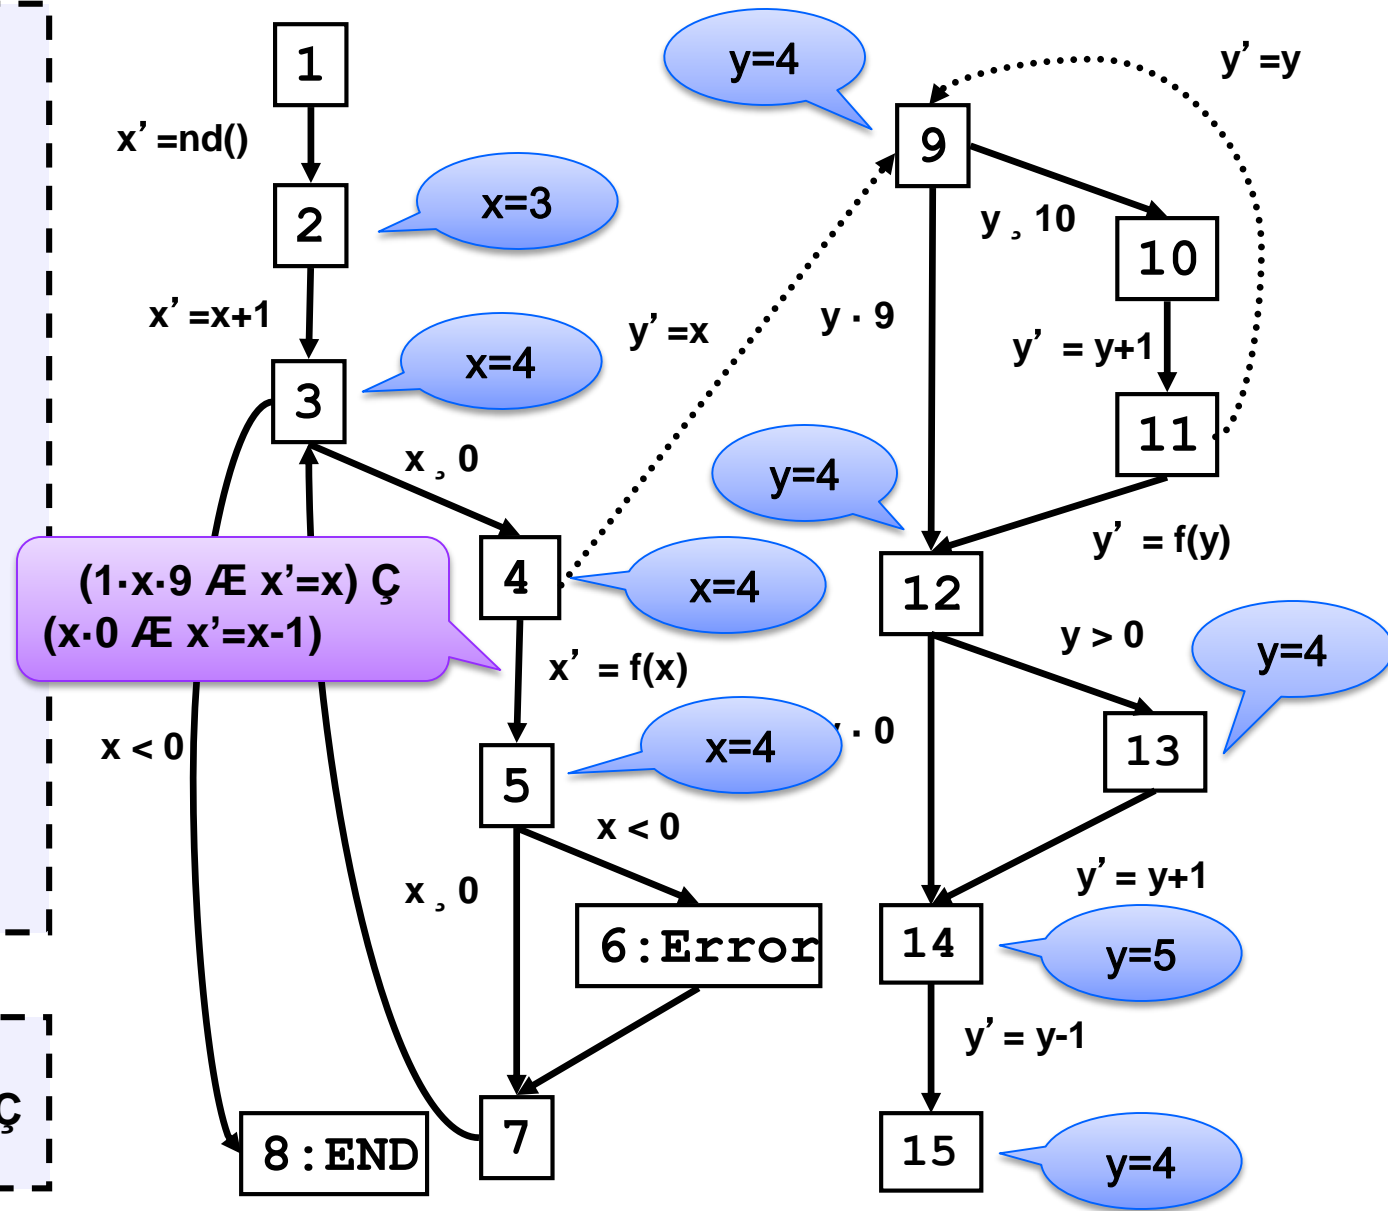 1
x’ =nd()
2
x=3
x’ =x+1
3
x=4
x ¸ 0
(1·x·9 Æ x’=x) Ç
(x·0 Æ x’=x-1)
4
x=4
x’ = f(x)
x < 0
5
x=4
x < 0
x ¸ 0
6:Error
7
8:END
Ç
y’ =x
y=4
y’ =y
9
y ¸ 10
10
y · 9
y’ = y+1
11
y=4
y’ = f(y)
12
y > 0
y=4
· 0
13
y’ = y+1
14
y=5
y’ = y-1
15
y=4